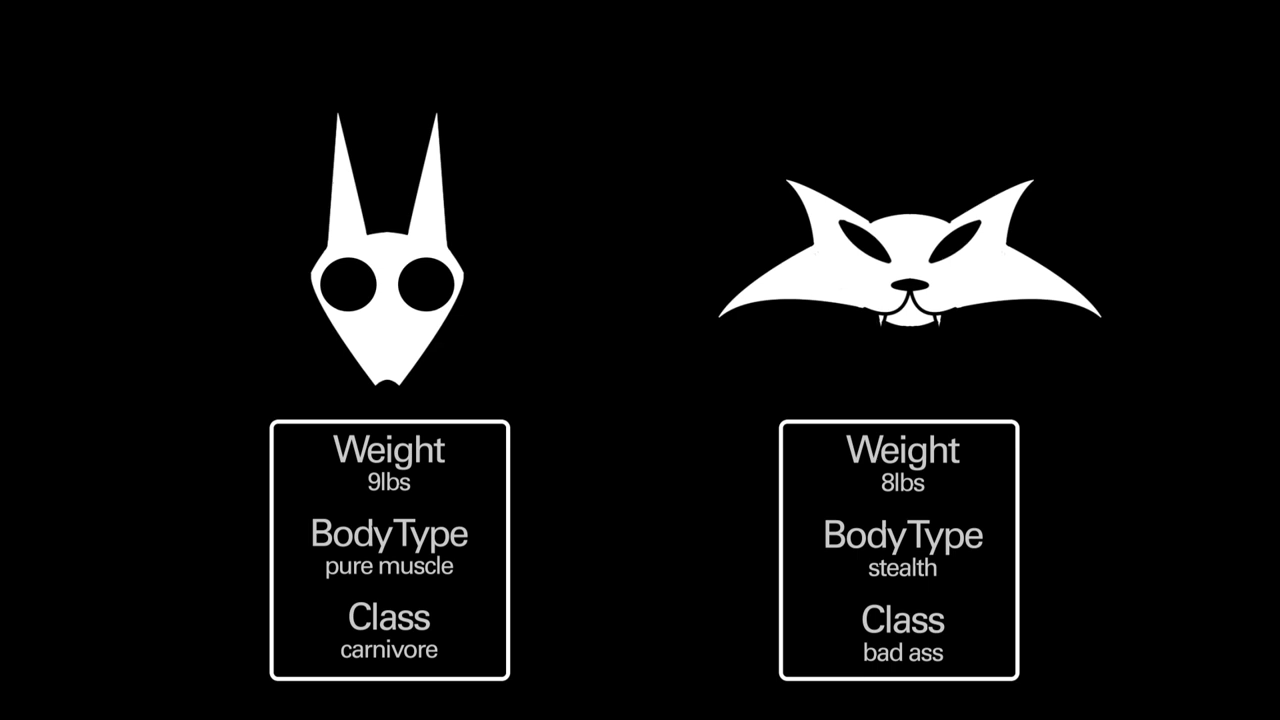 Weight
9lbs
BodyType
pure muscle
Class
carnivore
Weight
8lbs
BodyType
stealth
Class
bad ass